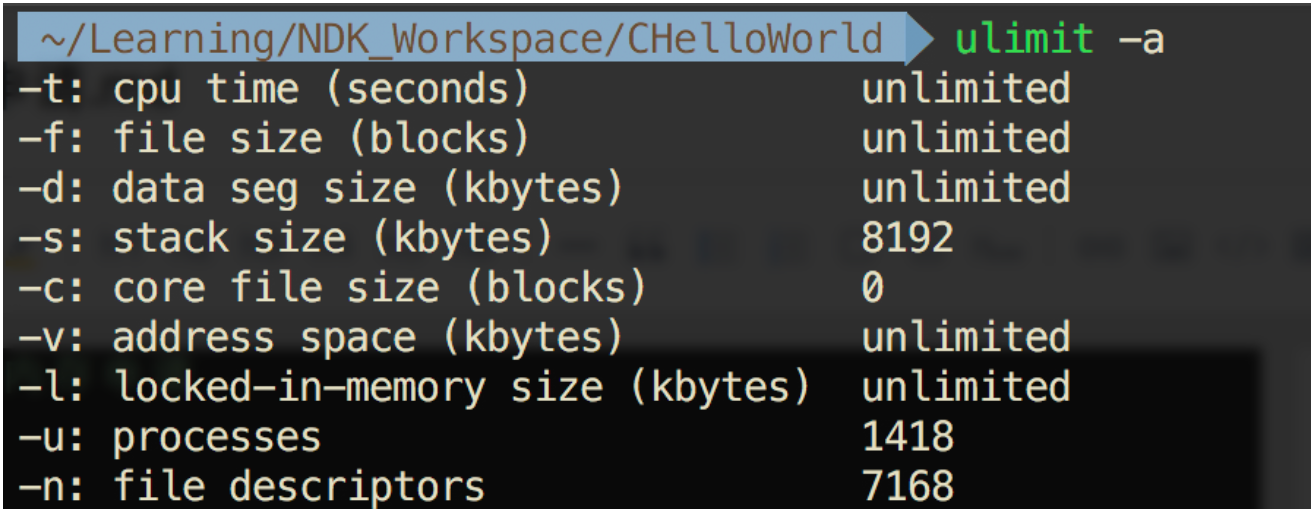 ~/Learning/NDK_Workspace/CHelloWorld ulimit -a
-t: cpu time (seconds) unlimited
-f: file size (blocks) unlimited
-d: data seg size (kbytes) unlimited
-s: stack size (kbytes) 8192
-c: core file size (blocks) 0
-v: address space (kbytes) unlimited
-l: locked-in-memory size (kbytes) unlimited
-u: processes 1418
-n: file descriptors 7168